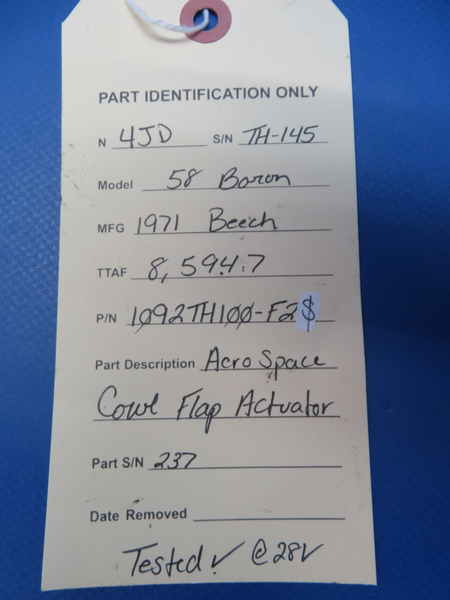 PART IDENTIFICATION ONLY
N 4JD S/N TH-145
Model 58 Baron
MFG 1971 Beech
TTAF 8,594.7
P/N 1092TH100-F2$
Part Description Aero Space
Cowl Flap Actuator
Part S/N 237
Date Removed
Tested ✓ @ 28V